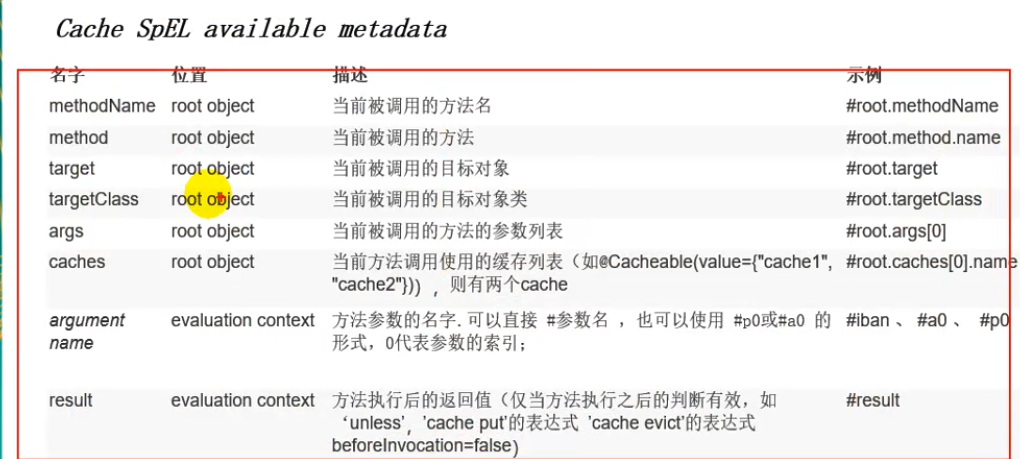 Cache SpEL available metadata
名字 位置 描述 示例
methodName root object 当前被调用的方法名 #root.methodName
method root object 当前被调用的方法 #root.method.name
target root object 当前被调用的目标对象 #root.target
targetClass root object 当前被调用的目标对象类 #root.targetClass
args root object 当前被调用的方法的参数列表 #root.args[0]
caches root object 当前方法调用使用的缓存列表（如@Cacheable(value={"cache1", #root.caches[0].name
"cache2"})），则有两个cache
argument evaluation context 方法参数的名字. 可以直接 #参数名 ，也可以使用 #p0或#a0 的 #iban 、 #a0 、 #p0
name 形式，0代表参数的索引；
result evaluation context 方法执行后的返回值（仅当方法执行之后的判断有效，如 #result
‘unless’，'cache put'的表达式 'cache evict'的表达式
beforeInvocation=false）